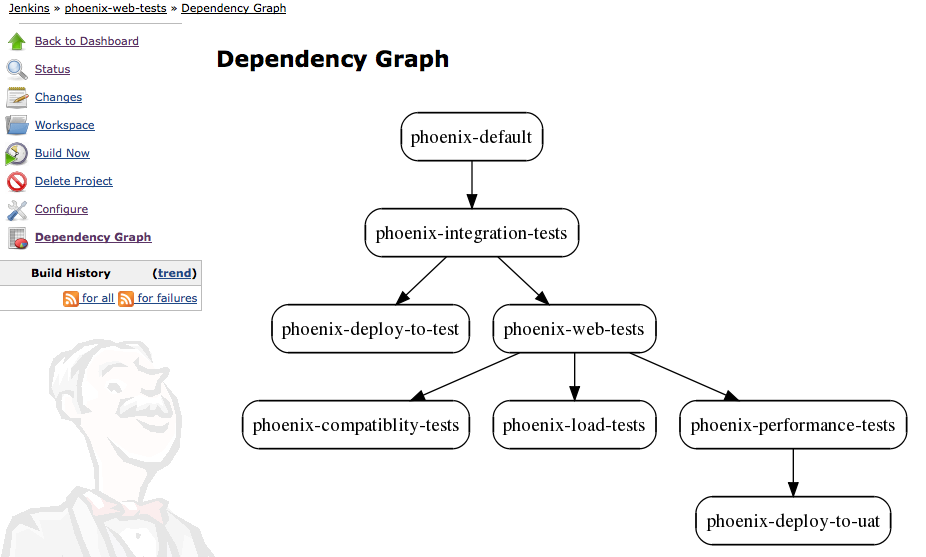 Jenkins » phoenix-web-tests » Dependency Graph
Back to Dashboard
Status
Changes
Workspace
Build Now
Delete Project
Configure
Dependency Graph
Build History (trend)
for all for failures
Dependency Graph
phoenix-default
phoenix-integration-tests
phoenix-deploy-to-test phoenix-web-tests
phoenix-compatiblity-tests phoenix-load-tests phoenix-performance-tests
phoenix-deploy-to-uat